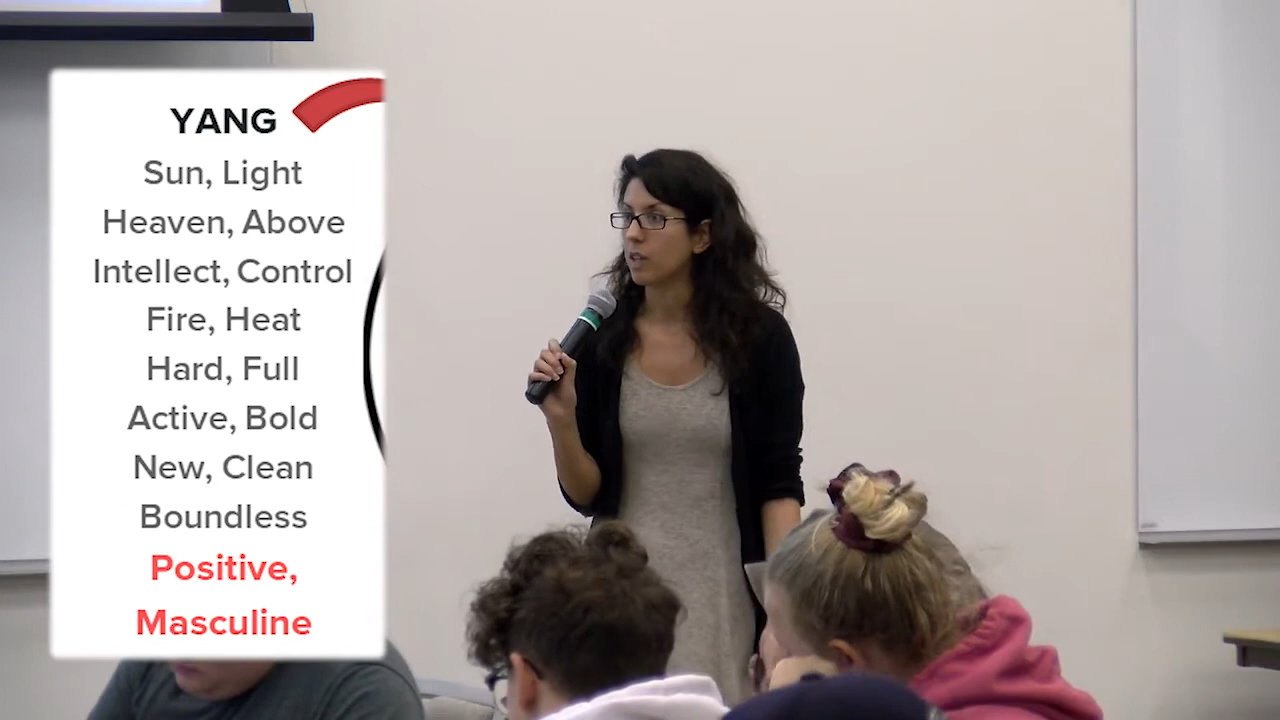 YANG
Sun, Light
Heaven, Above
Intellect, Control
Fire, Heat
Hard, Full
Active, Bold
New, Clean
Boundless
Positive,
Masculine